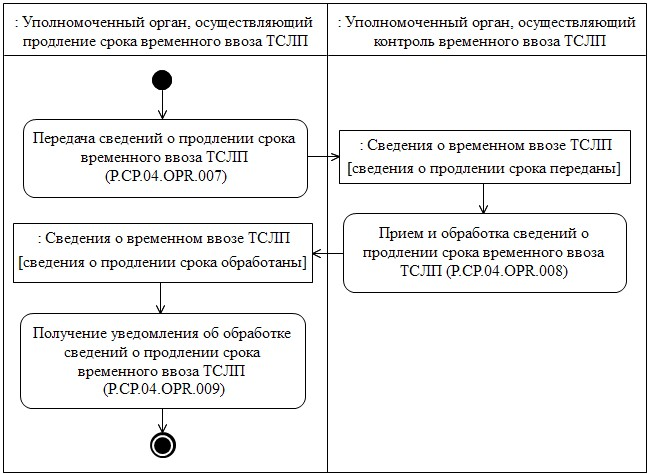 : Уполномоченный орган, осуществляющий
продление срока временного ввоза ТСЛП
: Уполномоченный орган, осуществляющий
контроль временного ввоза ТСЛП
Передача сведений о продлении срока
временного ввоза ТСЛП
(P.CP.04.OPR.007)
: Сведения о временном ввозе ТСЛП
[сведения о продлении срока переданы]
Прием и обработка сведений о
продлении срока временного ввоза
ТСЛП (P.CP.04.OPR.008)
: Сведения о временном ввозе ТСЛП
[сведения о продлении срока обработаны]
Получение уведомления об обработке
сведений о продлении срока
временного ввоза ТСЛП
(P.CP.04.OPR.009)